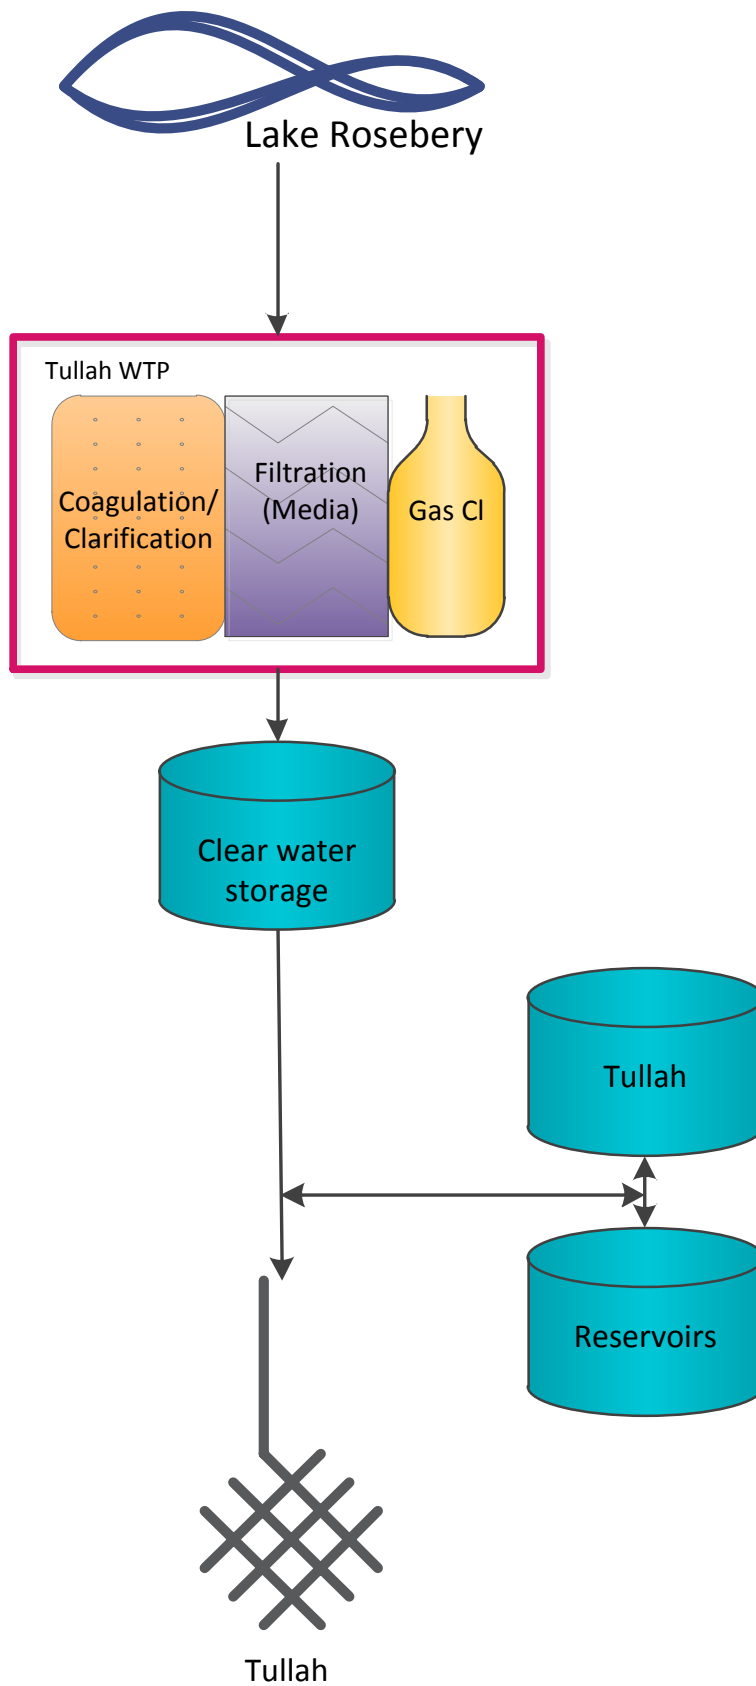 Lake Rosebery
Tullah WTP
Coagulation/
Clarification
Filtration
(Media)
Gas Cl
Clear water
storage
Tullah
Reservoirs
Tullah